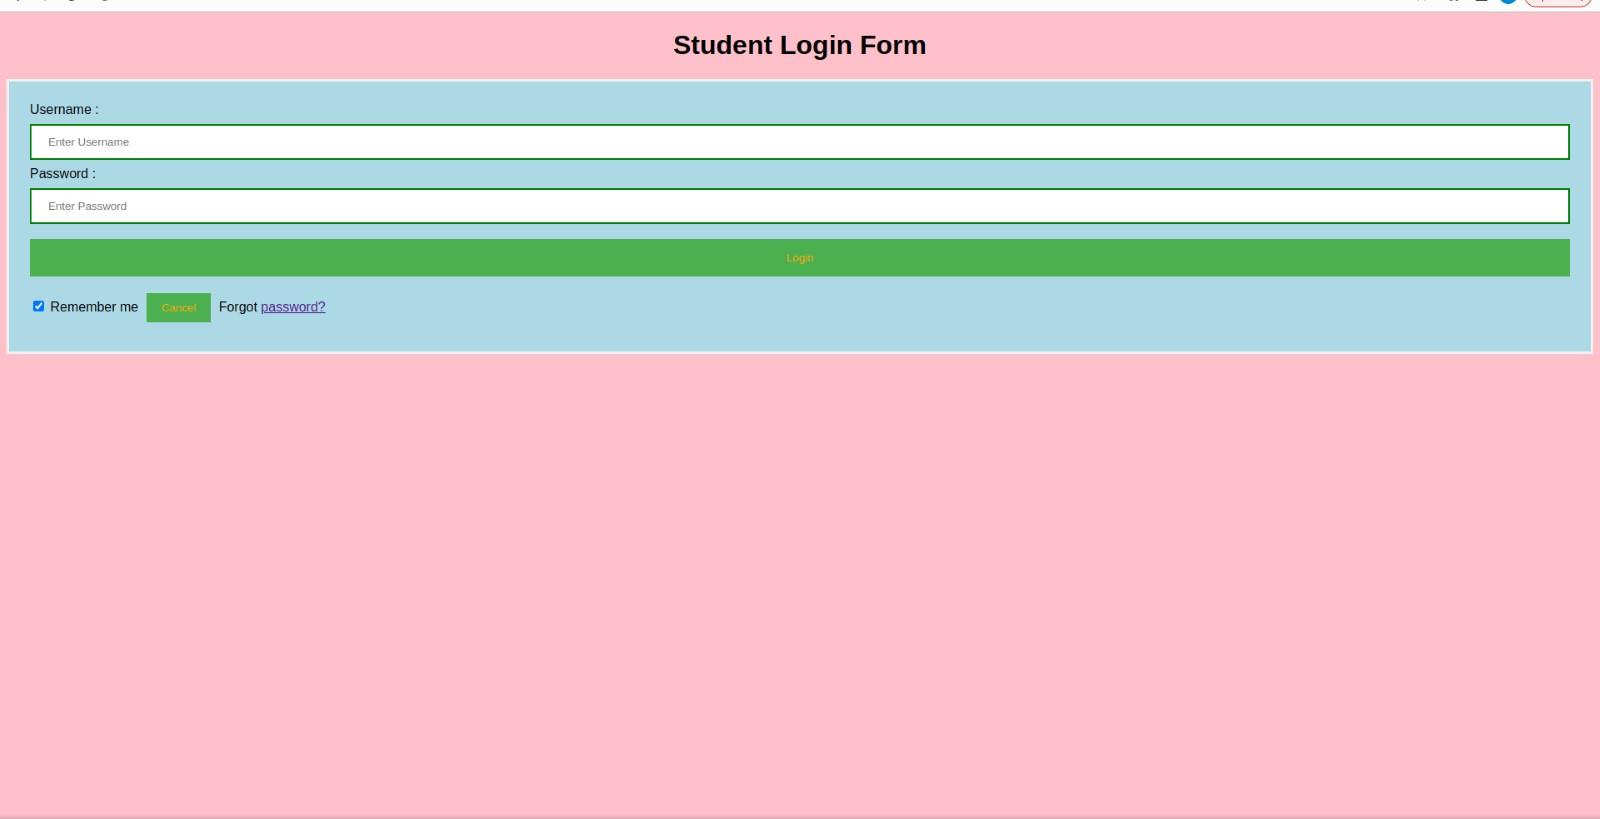 Student Login Form
Username :
Enter Username
Password :
Enter Password
Login
Remember me Cancel Forgot password?